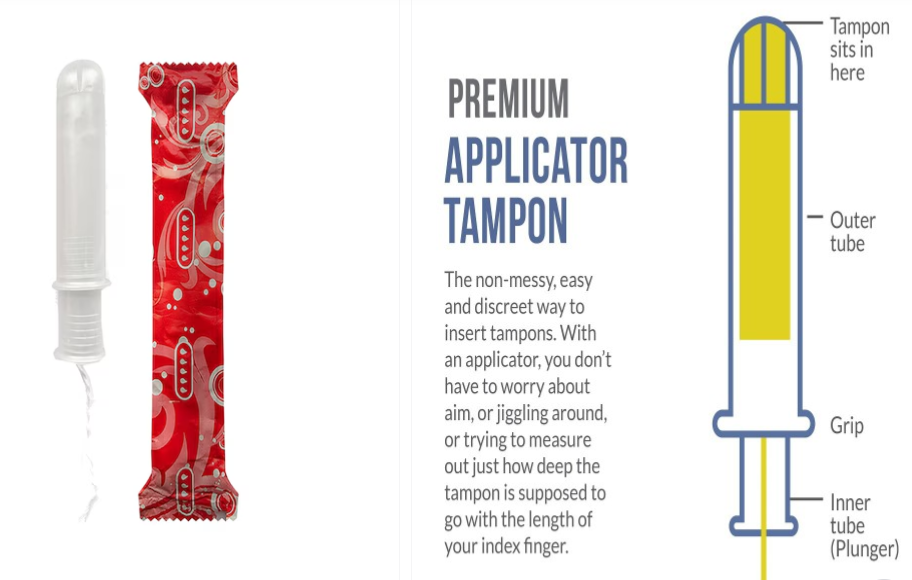 PREMIUM
APPLICATOR
TAMPON
The non-messy, easy
and discreet way to
insert tampons. With
an applicator, you don't
have to worry about
aim, or jiggling around,
or trying to measure
out just how deep the
tampon is supposed to
go with the length of
your index finger.
Tampon
sits in
here
Outer
tube
Grip
Inner
tube
(Plunger)